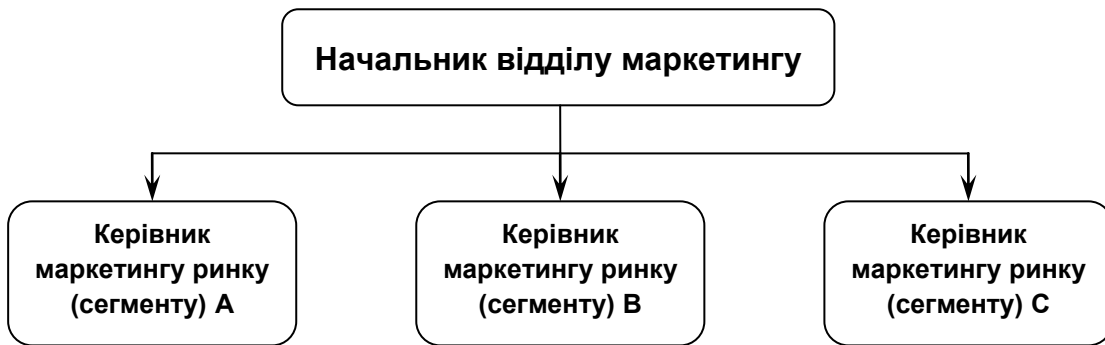 Начальник відділу маркетингу
Керівник
маркетингу ринку
(сегменту) А
Керівник
маркетингу ринку
(сегменту) В
Керівник
маркетингу ринку
(сегменту) С